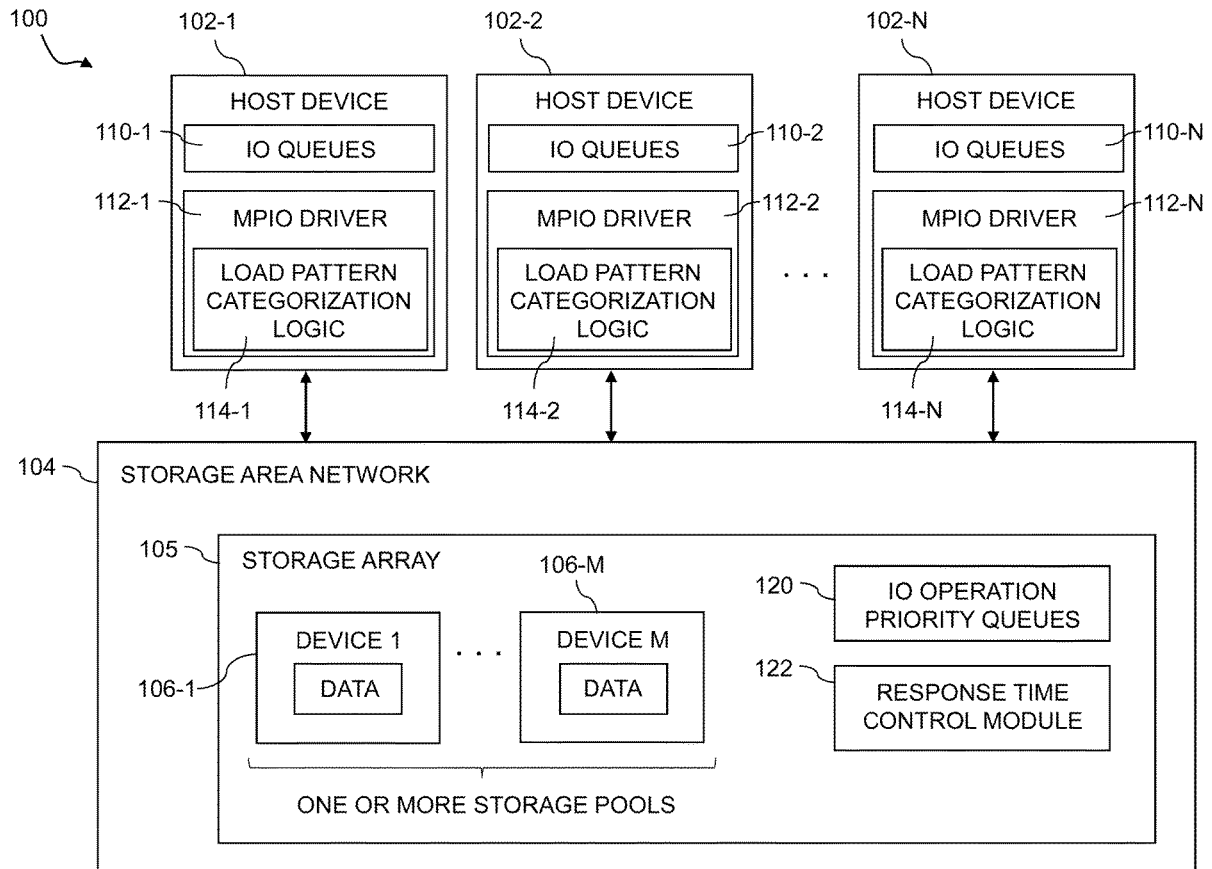 100
102-1
102-2
102-N
HOST DEVICE
HOST DEVICE
HOST DEVICE
110-1
IO QUEUES
IO QUEUES
110-2
IO QUEUES
110-N
112-1
MPIO DRIVER
MPIO DRIVER
112-2
MPIO DRIVER
112-N
LOAD PATTERN
CATEGORIZATION
LOGIC
LOAD PATTERN
CATEGORIZATION
LOGIC
. . .
LOAD PATTERN
CATEGORIZATION
LOGIC
114-1
114-2
114-N
104
STORAGE AREA NETWORK
105
STORAGE ARRAY
106-M
DEVICE 1
DATA
106-1
. . .
DEVICE M
DATA
ONE OR MORE STORAGE POOLS
120
IO OPERATION
PRIORITY QUEUES
122
RESPONSE TIME
CONTROL MODULE